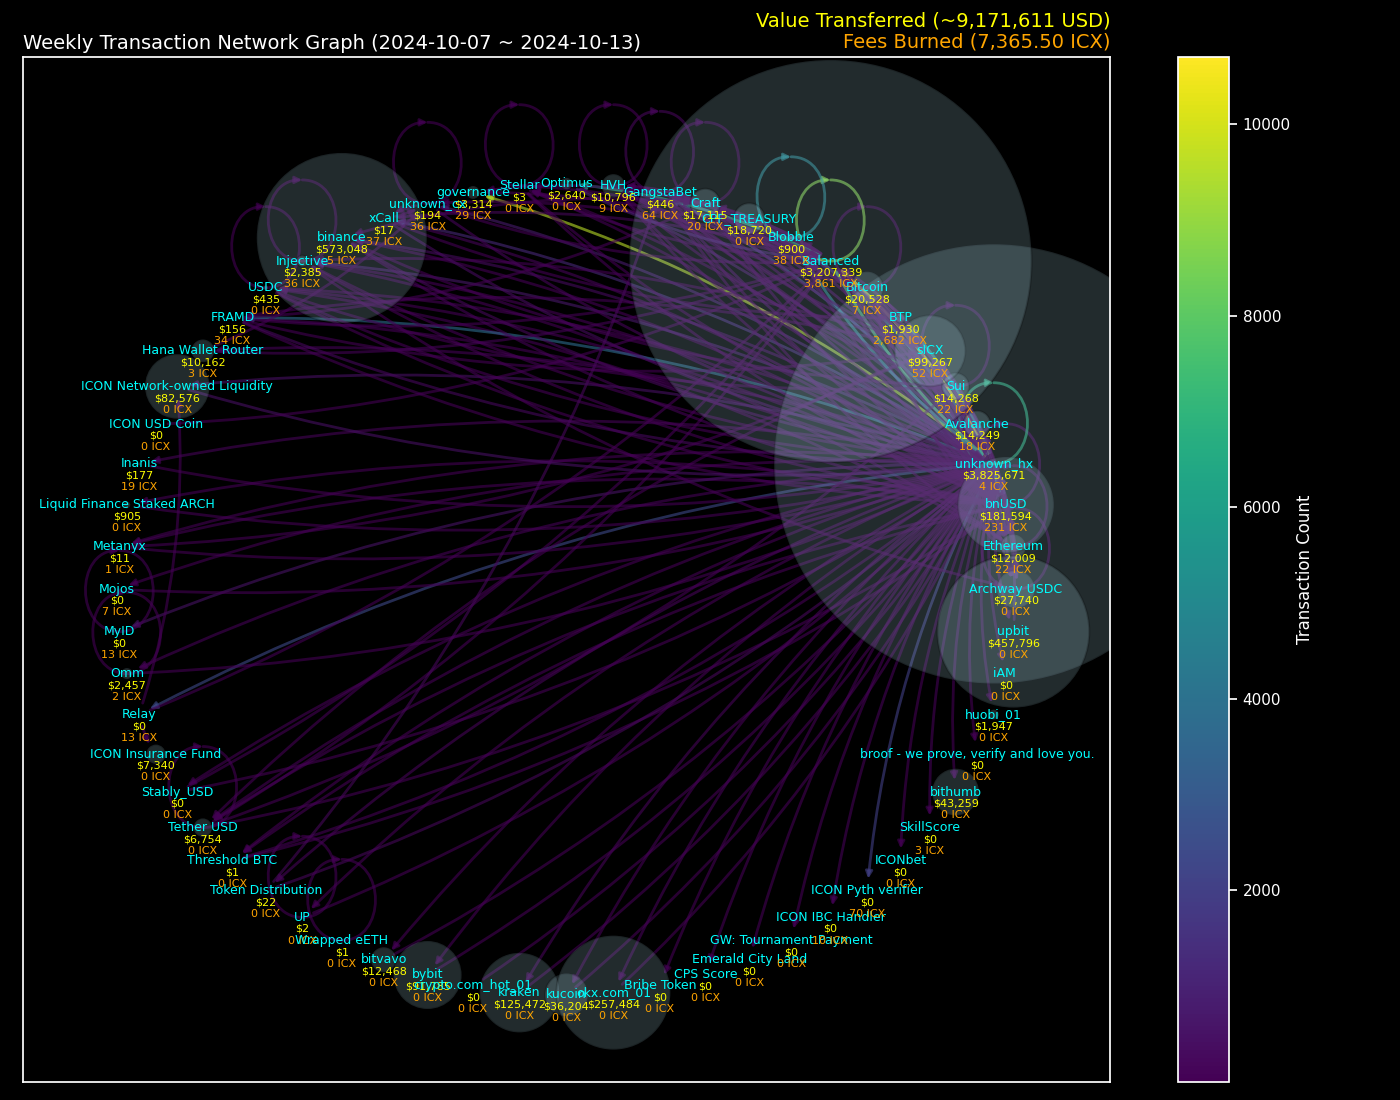 Value Transferred (~9,171,611 USD)
Weekly Transaction Network Graph (2024-10-07 ~ 2024-10-13)
Fees Burned (7,365.50 ICX)
Stellar
$3
0 ICX
Optimus
$2,640
0 ICX
HVH
$10,796
9 ICX
GangstaBet
$446
64 ICX
Craft
$17,115
20 ICX
TREASURY
$18,720
0 ICX
Blobble
$900
38 ICX
Balanced
$3,207,339
3,861 ICX
Bitcoin
$20,528
7 ICX
BTP
$1,930
2,682 ICX
sICX
$99,267
52 ICX
Sui
$14,268
22 ICX
Avalanche
$14,249
18 ICX
unknown_hx
$3,825,671
4 ICX
bnUSD
$181,594
231 ICX
Ethereum
$12,009
22 ICX
Archway USDC
$27,740
0 ICX
upbit
$457,796
0 ICX
iAM
$0
0 ICX
huobi_01
$1,947
0 ICX
broof - we prove, verify and love you.
$0
0 ICX
bithumb
$43,259
0 ICX
SkillScore
$0
3 ICX
ICONbet
$0
0 ICX
ICON Pyth verifier
$0
70 ICX
ICON IBC Handler
$0
GW: Tournament Payment
$0
0 ICX
Emerald City Land
$0
0 ICX
CPS Score
$0
0 ICX
Bribe Token
$0
0 ICX
okx.com_01
$257,484
0 ICX
kucoin
$36,204
0 ICX
kraken
$125,472
0 ICX
crypto.com_hot_01
$0
0 ICX
bybit
$91,785
0 ICX
bitvavo
$12,468
0 ICX
Wrapped eETH
$1
0 ICX
UP
$2
0 ICX
Token Distribution
$22
0 ICX
Threshold BTC
$1
0 ICX
Tether USD
$6,754
0 ICX
Stably_USD
$0
0 ICX
ICON Insurance Fund
$7,340
0 ICX
Relay
$0
13 ICX
Omm
$2,457
2 ICX
MyID
$0
13 ICX
Mojos
$0
7 ICX
Metanyx
$11
1 ICX
Liquid Finance Staked ARCH
$905
0 ICX
Inanis
$177
19 ICX
ICON USD Coin
$0
0 ICX
ICON Network-owned Liquidity
$82,576
0 ICX
Hana Wallet Router
$10,162
3 ICX
FRAMD
$156
34 ICX
USDC
$435
0 ICX
Injective
$2,385
36 ICX
binance
$573,048
5 ICX
xCall
$17
37 ICX
unknown_cx
$194
36 ICX
governance
$3,314
29 ICX
10000
8000
6000
4000
2000
Transaction Count